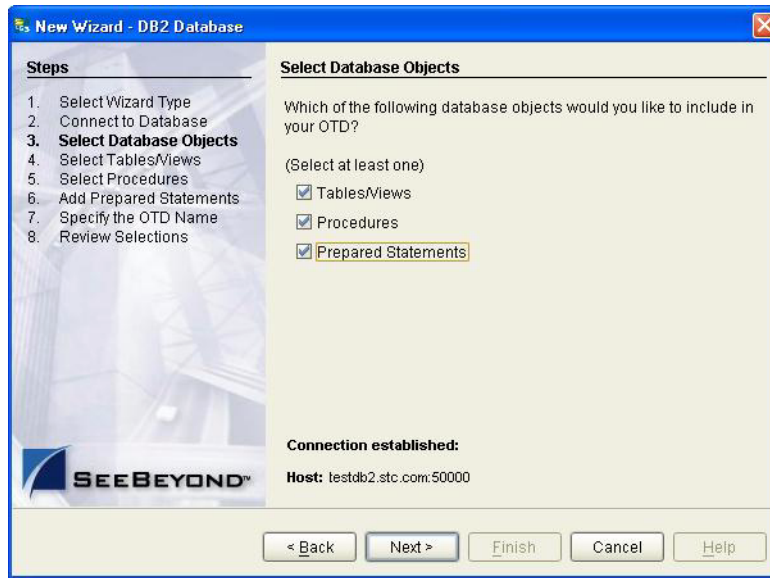 New Wizard - DB2 Database
Steps
1. Select Wizard Type
2. Connect to Database
3. Select Database Objects
4. Select Tables/Views
5. Select Procedures
6. Add Prepared Statements
7. Specify the OTD Name
8. Review Selections
SEEBEYOND™
Select Database Objects
Which of the following database objects would you like to include in
your OTD?
(Select at least one)
Tables/Views
Procedures
Prepared Statements
Connection established:
Host: testdb2.stc.com:50000
< Back
Next >
Finish
Cancel
Help